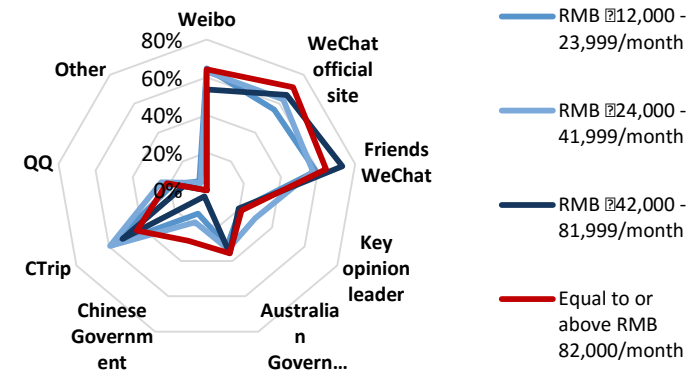 Weibo
80%
60%
40%
20%
0%
WeChat
official
site
Friends
WeChat
Key
opinion
leader
Australia
n
Govern...
Chinese
Governm
ent
CTrip
QQ
Other
RMB ⍰12,000 -
23,999/month
RMB ⍰24,000 -
41,999/month
RMB ⍰42,000 -
81,999/month
Equal to or
above RMB
82,000/month